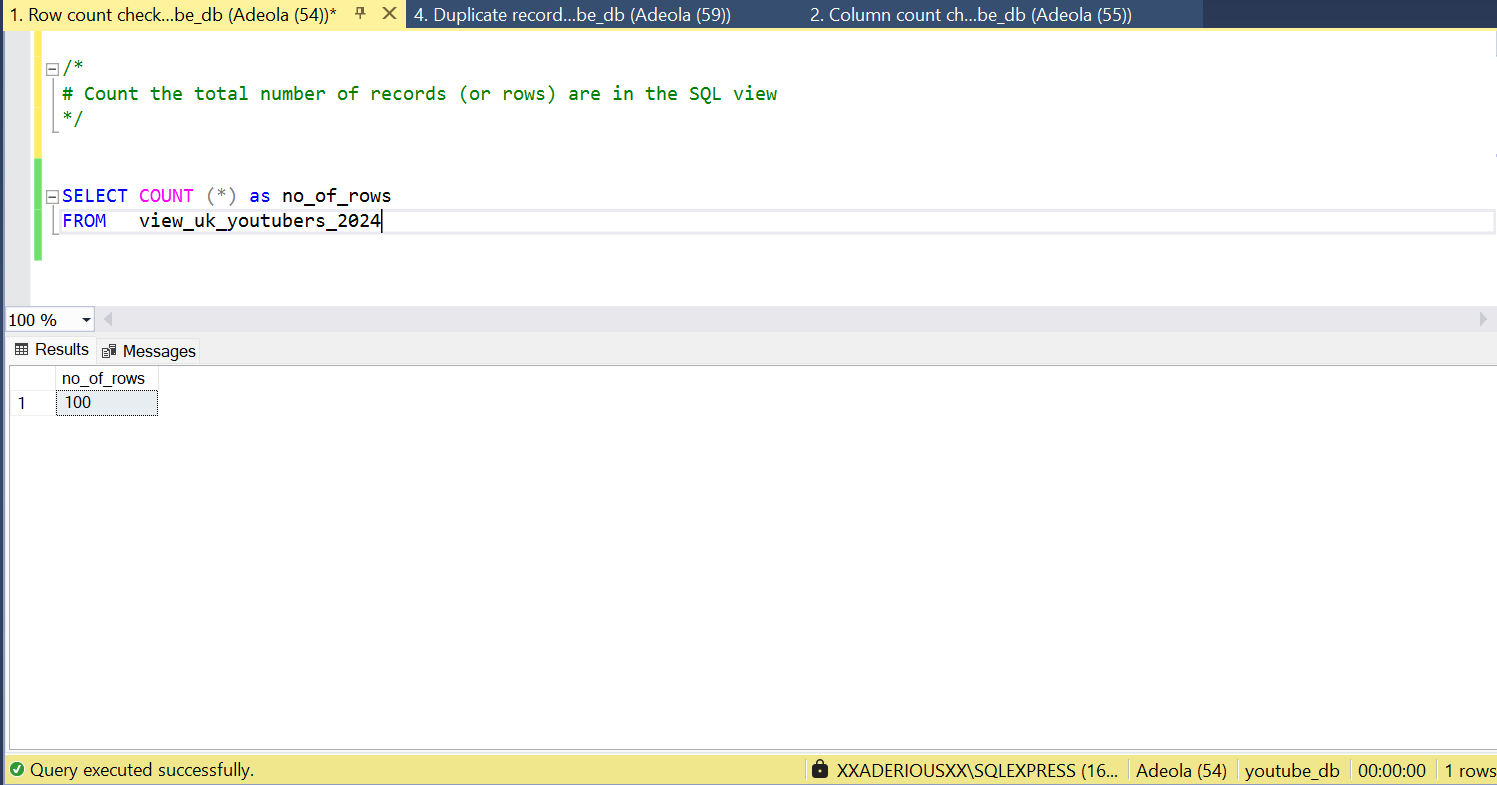 1. Row count check...be_db (Adeola (54))* 4. Duplicate record...be_db (Adeola (59)) 2. Column count ch...be_db (Adeola (55))
/*
# Count the total number of records (or rows) are in the SQL view
*/
SELECT COUNT (*) as no_of_rows
FROM   view_uk_youtubers_2024
100 %
Results Messages
no_of_rows
1 100
Query executed successfully. XXADERIOUSXX\SQLEXPRESS (16... Adeola (54) youtube_db 00:00:00 1 rows